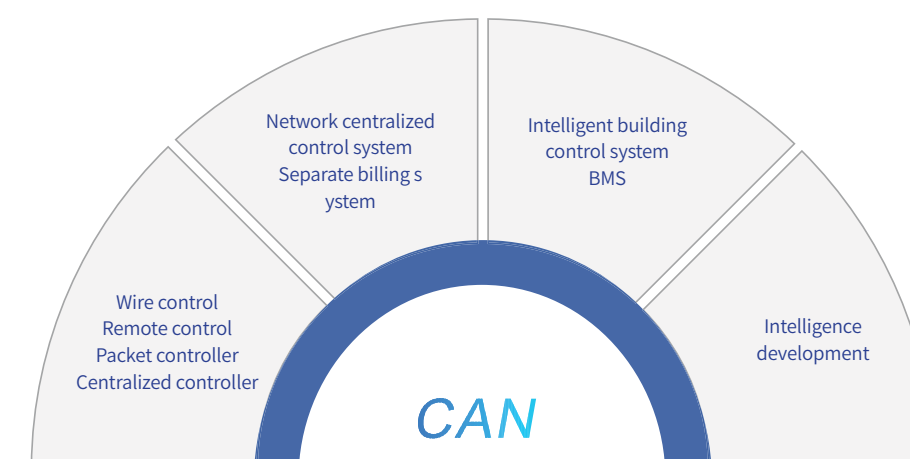 Network centralized
control system
Separate billing s
ystem
Intelligent building
control system
BMS
Wire control
Remote control
Packet controller
Centralized controller
Intelligence
development
CAN